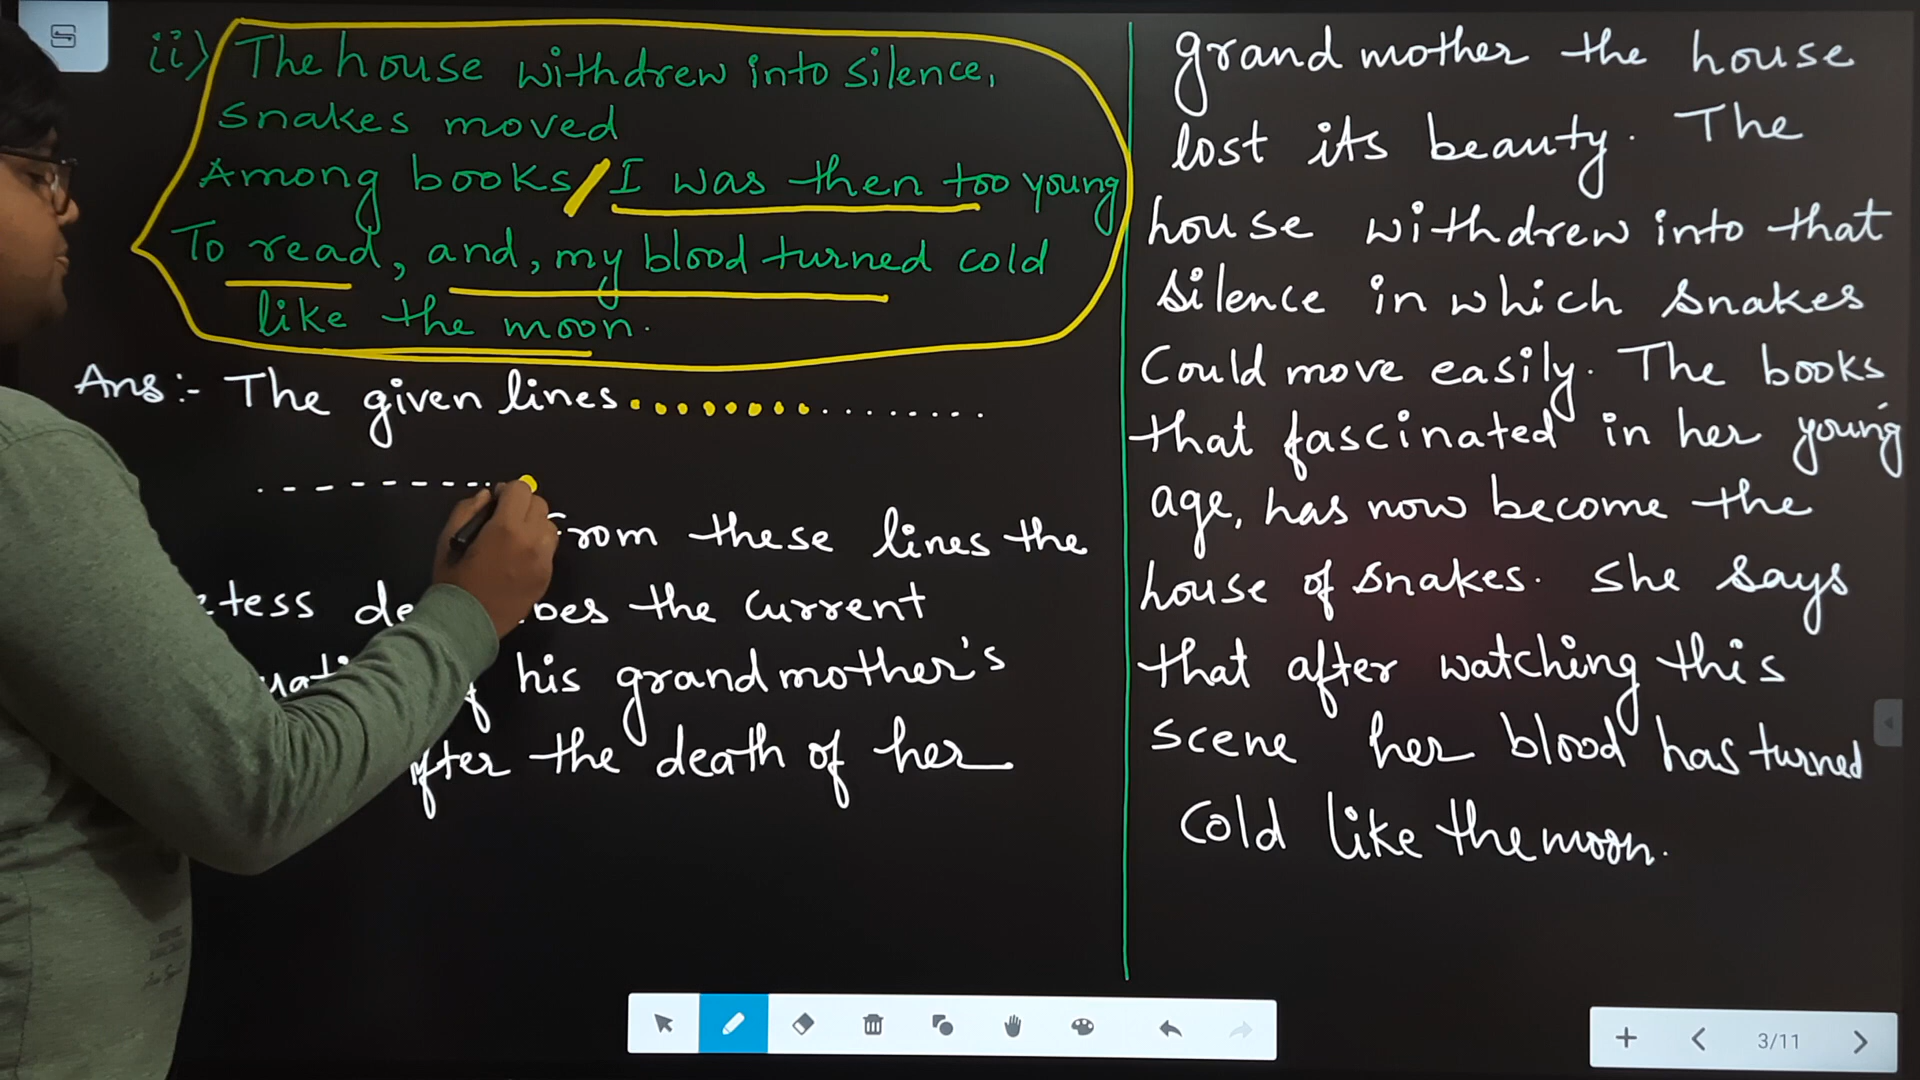 ii) The house withdrew into silence,
snakes moved
Among books / I was then too young
To read, and, my blood turned cold
like the moon.
Ans:- The given lines ................
. - - - - - - - -
From these lines the
the current
his grandmother's
the death of her
grand mother the house
lost its beauty. The
house withdrew into that
silence in which snakes
Could move easily. The books
that fascinated in her young
age, has now become the
house of snakes. She says
that after watching this
scene her blood has turned
cold like the moon.
3/11